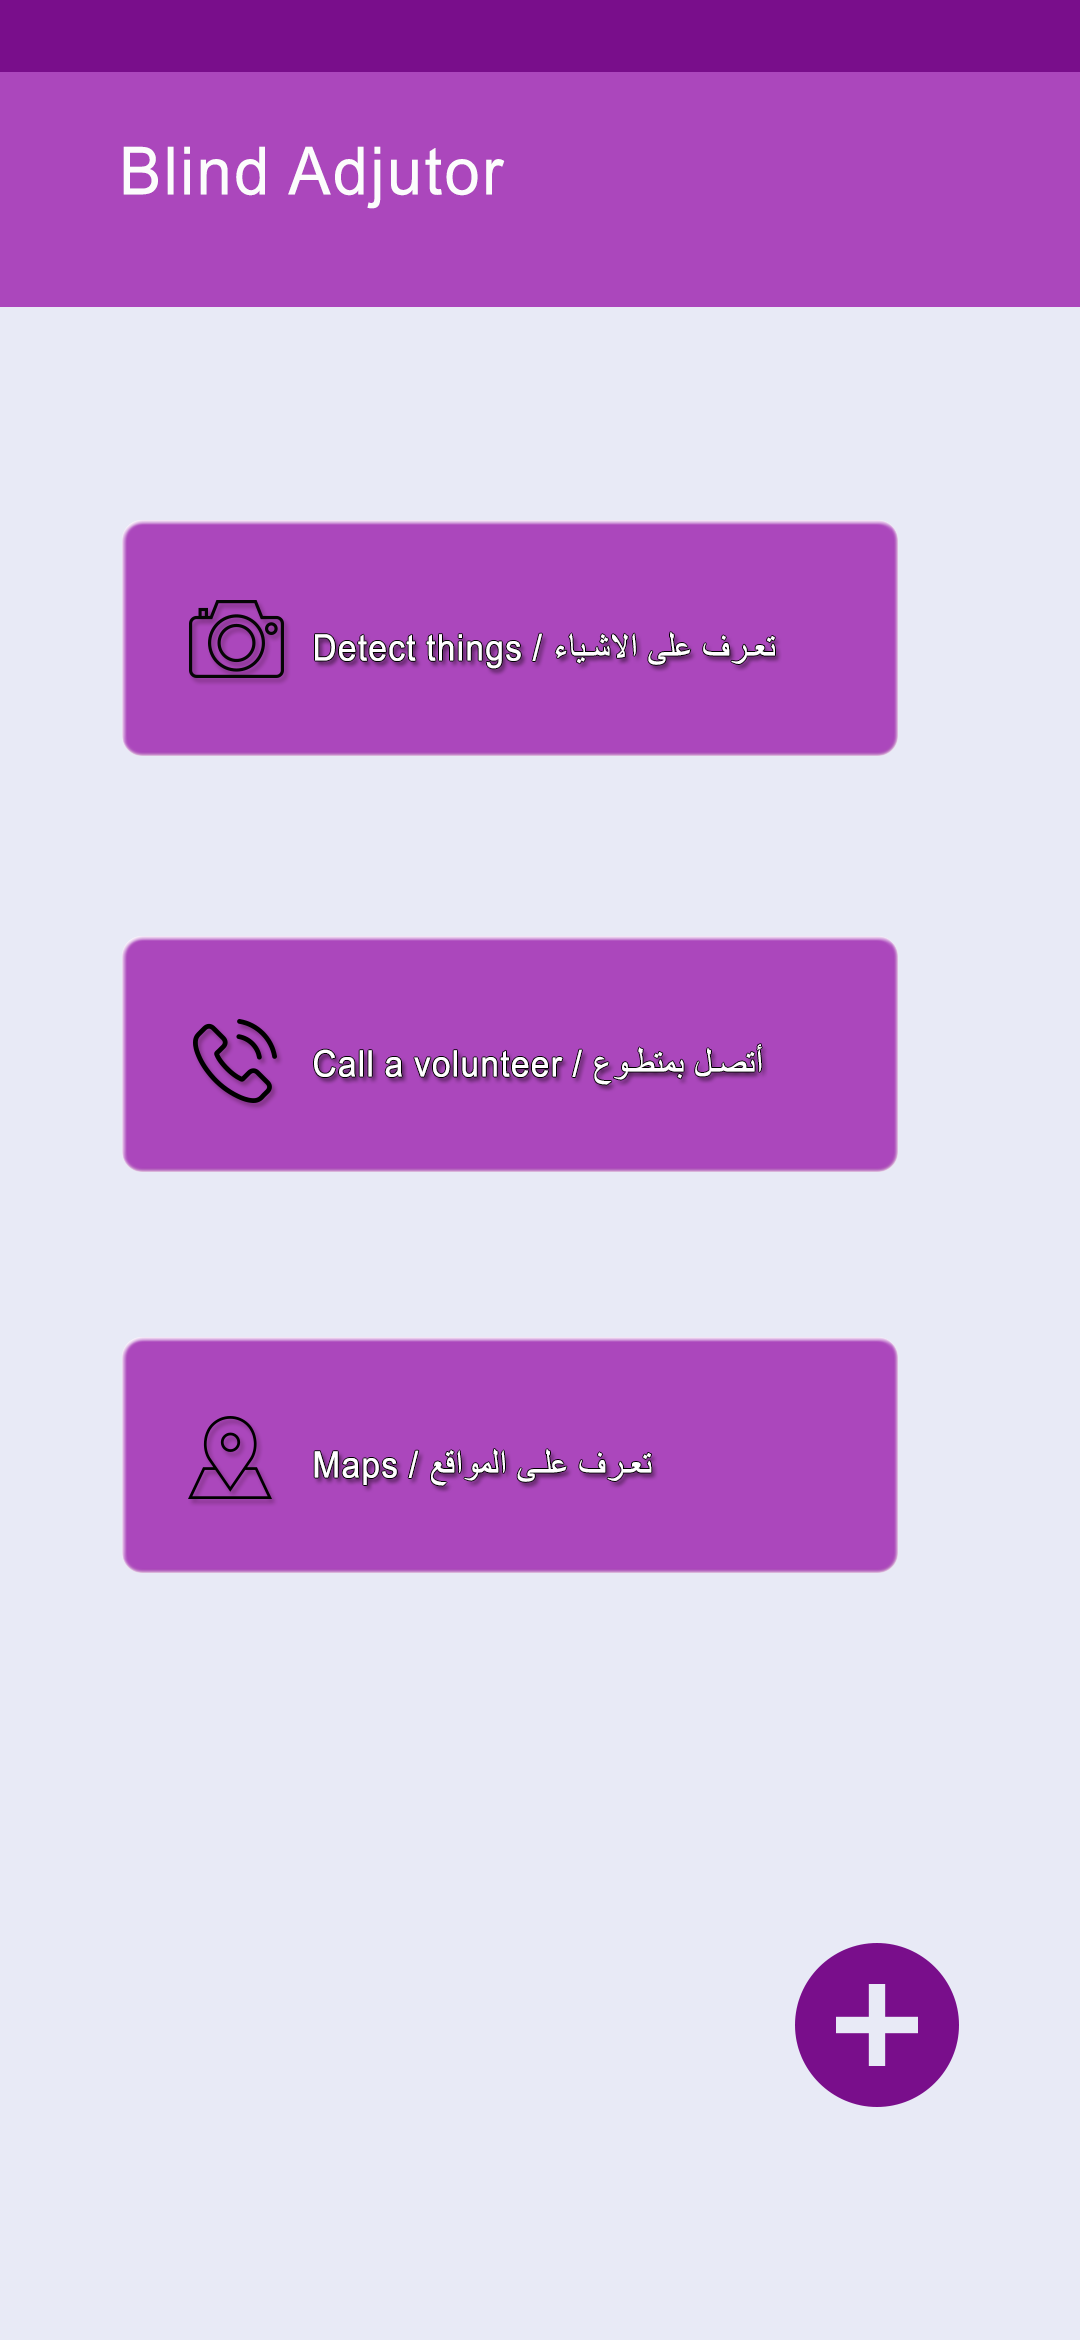 Blind Adjutor
Detect things / تعرف على الاشياء
Call a volunteer / أتصل بمتطوع
Maps / تعرف على المواقع